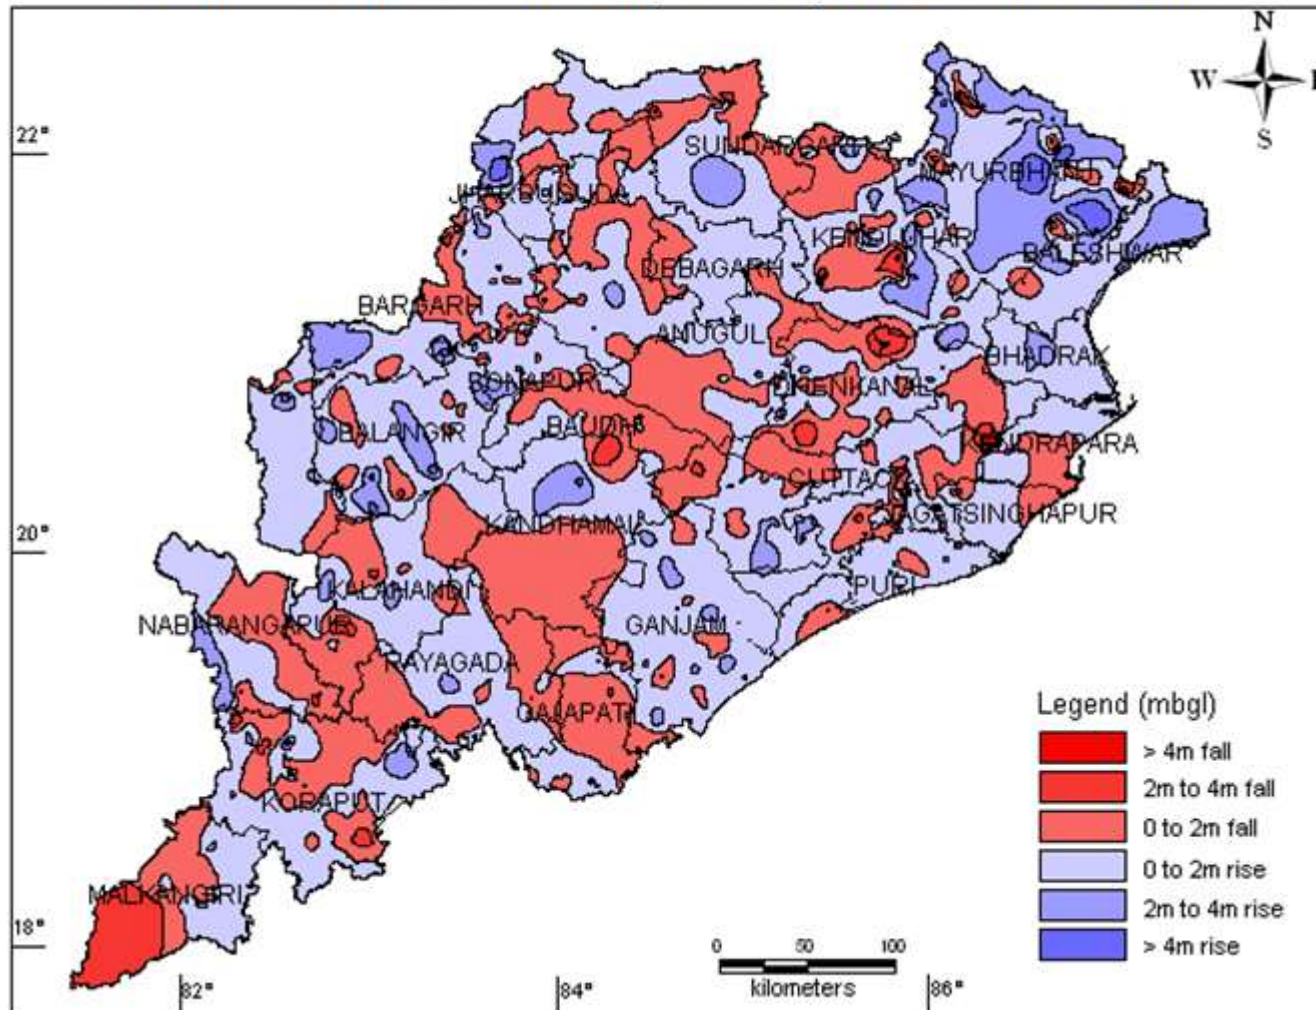 N
W
E
S
22°
SUNDARGARH
MAYURBHANJ
JHARSUGUDA
KENDUJHAR
BALESHWAR
DEBAGARH
BARGARH
ANUGUL
BHADRAK
SONAPUR
DHENKANAL
BALANGIR
BAUDH
KENDRAPARA
CUTTACK
JAGATSINGHAPUR
KANDHAMAL
20°
KALAHANDI
PURI
NABARANGAPUR
GANJAM
RAYAGADA
GAJAPATI
Legend (mbgl)
> 4m fall
2m to 4m fall
0 to 2m fall
0 to 2m rise
2m to 4m rise
> 4m rise
KORAPUT
MALKANGIRI
18°
0 50 100
kilometers
82° 84° 86°